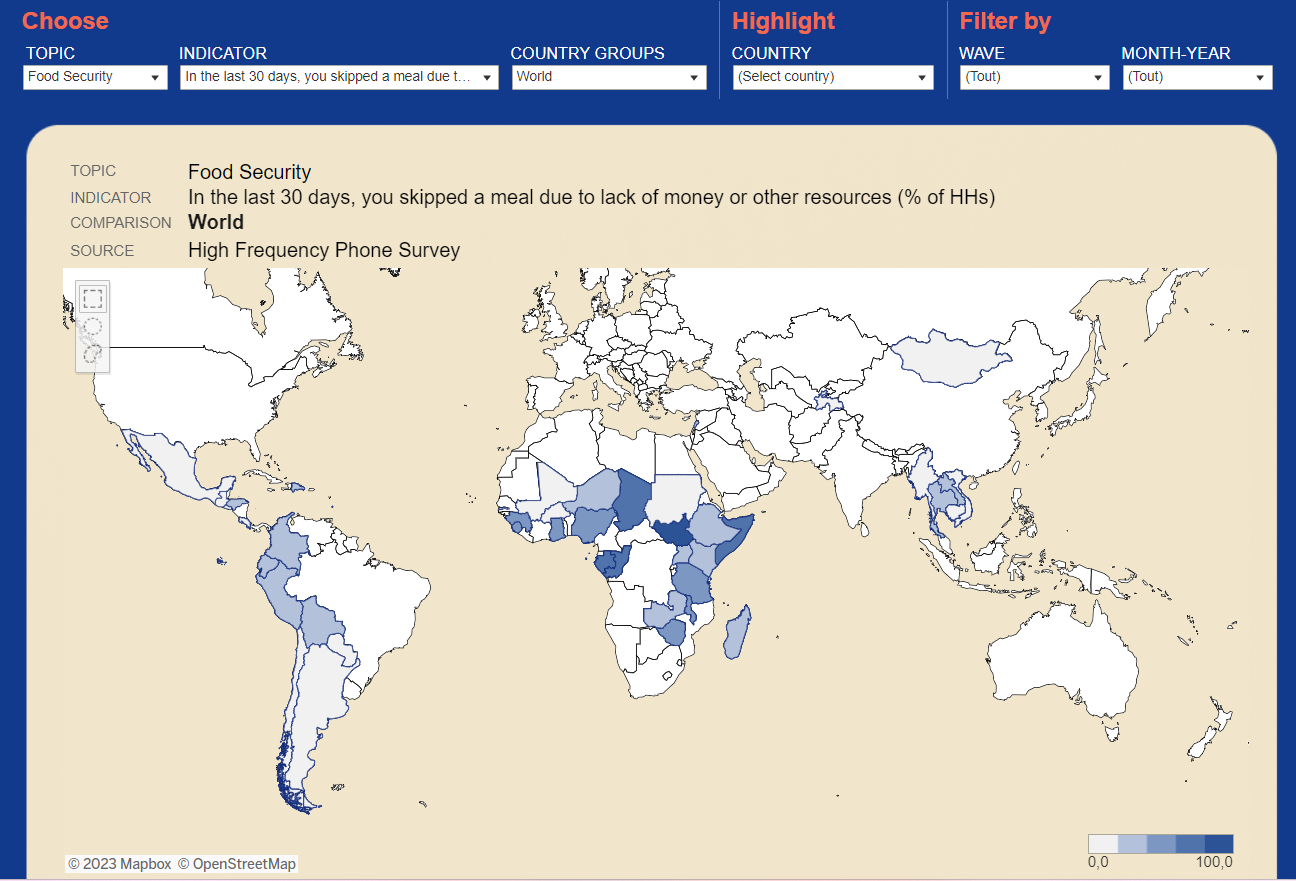 Choose
Highlight
Filter by
TOPIC
INDICATOR
COUNTRY GROUPS
COUNTRY
WAVE
MONTH-YEAR
Food Security
In the last 30 days, you skipped a meal due t...
World
(Select country)
(Tout)
(Tout)
TOPIC
Food Security
INDICATOR
In the last 30 days, you skipped a meal due to lack of money or other resources (% of HHs)
COMPARISON
World
SOURCE
High Frequency Phone Survey
© 2023 Mapbox © OpenStreetMap
0,0
100,0